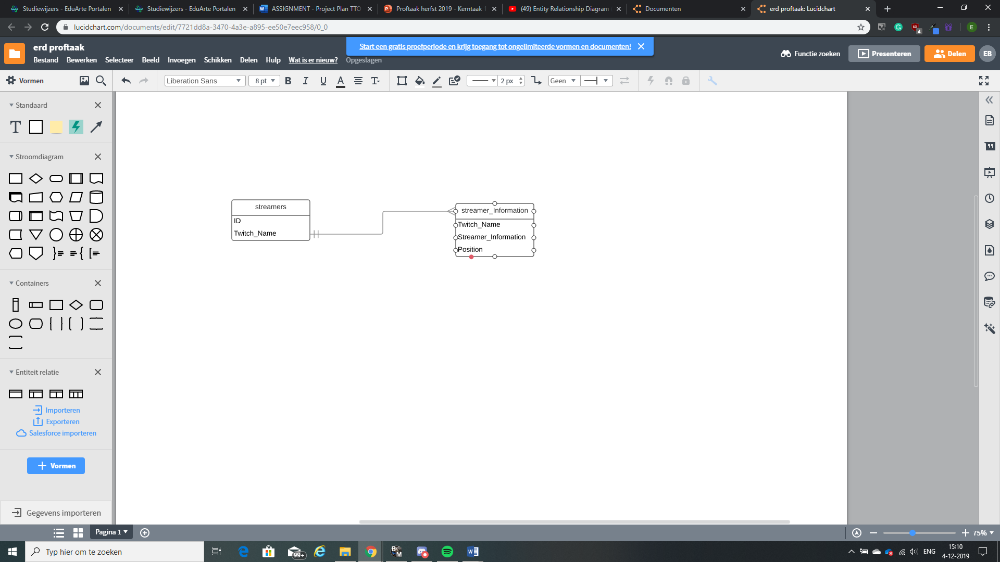 Studiewijzers - EduArte Portalen
Studiewijzers - EduArte Portalen
ASSIGNMENT - Project Plan TTO
Proftaak herfst 2019 - Kerntaak 1
(49) Entity Relationship Diagram
Documenten
erd proftaak: Lucidchart
lucidchart.com/documents/edit/7721dd8a-3470-4a3e-a895-ee50e7eec958/0_0
4
E
erd proftaak
Start een gratis proefperiode en krijg toegang tot ongelimiteerde vormen en documenten!
Bestand Bewerken Selecteer Beeld Invoegen Schikken Delen Hulp Wat is er nieuw? Opgeslagen
Functie zoeken
Presenteren
Delen
EB
Vormen
Liberation Sans
8 pt
B I U A T
2 px
Geen
Standaard
T
Stroomdiagram
Containers
Entiteit relatie
Importeren
Exporteren
Salesforce importeren
Vormen
Gegevens importeren
streamers
ID
Twitch_Name
streamer_Information
Twitch_Name
Streamer_Information
Position
Pagina 1
75%
Typ hier om te zoeken
99+
ENG
15:10
4-12-2019